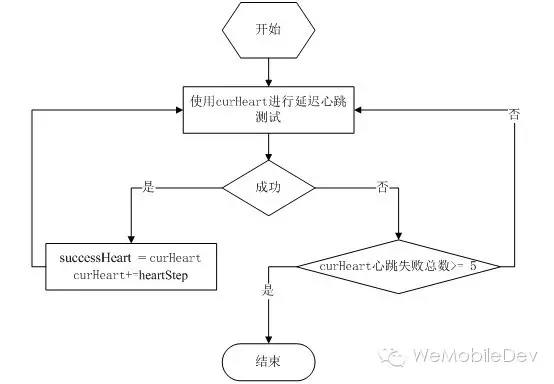 开始
使用curHeart进行延迟心跳
测试
否
是
成功
否
successHeart = curHeart
curHeart+=heartStep
curHeart心跳失败总数>= 5
是
结束
WeMobileDev